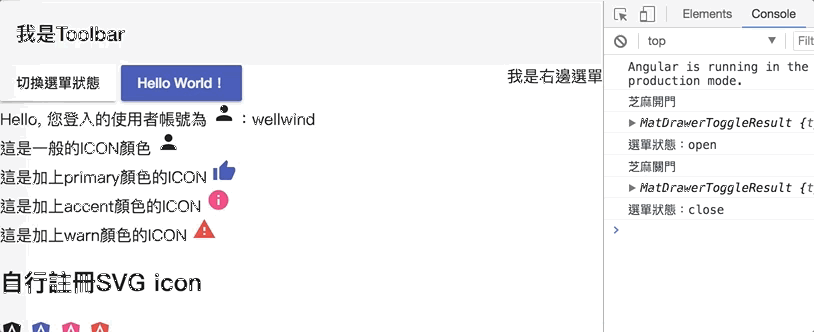 我是Toolbar
切換選單狀態 Hello World！
我是右邊選單
Hello, 您登入的使用者帳號為 ：wellwind
這是一般的ICON顏色
這是加上primary顏色的ICON
這是加上accent顏色的ICON
這是加上warn顏色的ICON
自行註冊SVG icon
Elements Console
top Filt
Angular is running in the
production mode.
芝麻開門
▶ MatDrawerToggleResult {ty
選單狀態：open
芝麻關門
▶ MatDrawerToggleResult {ty
選單狀態：close